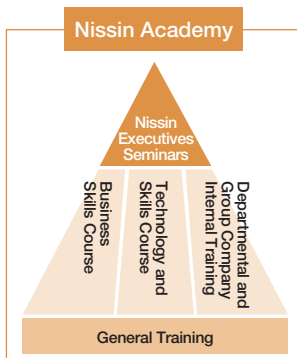 Nissin Academy
Nissin
Executives
Seminars
Business
Skills Course
Technology and
Skills Course
Departmental and
Group Company
Internal Training
General Training